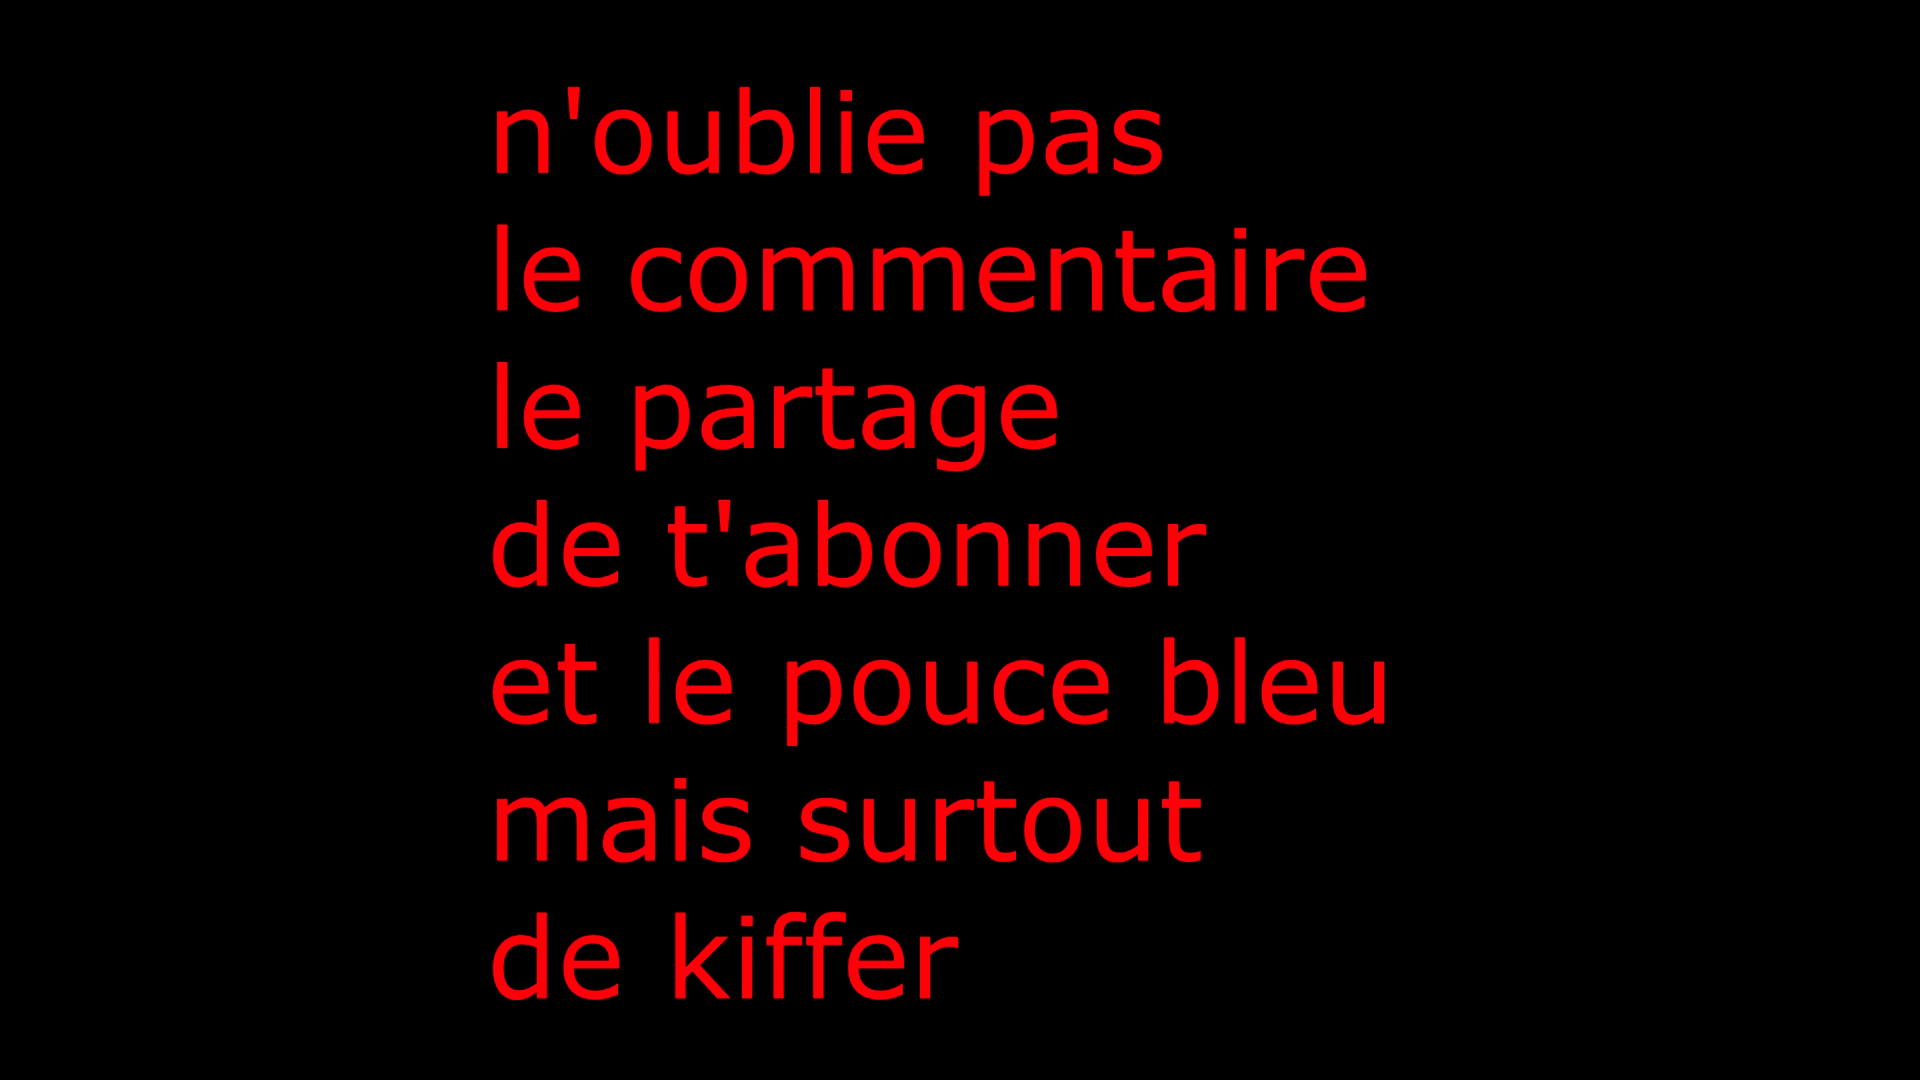 n'oublie pas
le commentaire
le partage
de t'abonner
et le pouce bleu
mais surtout
de kiffer